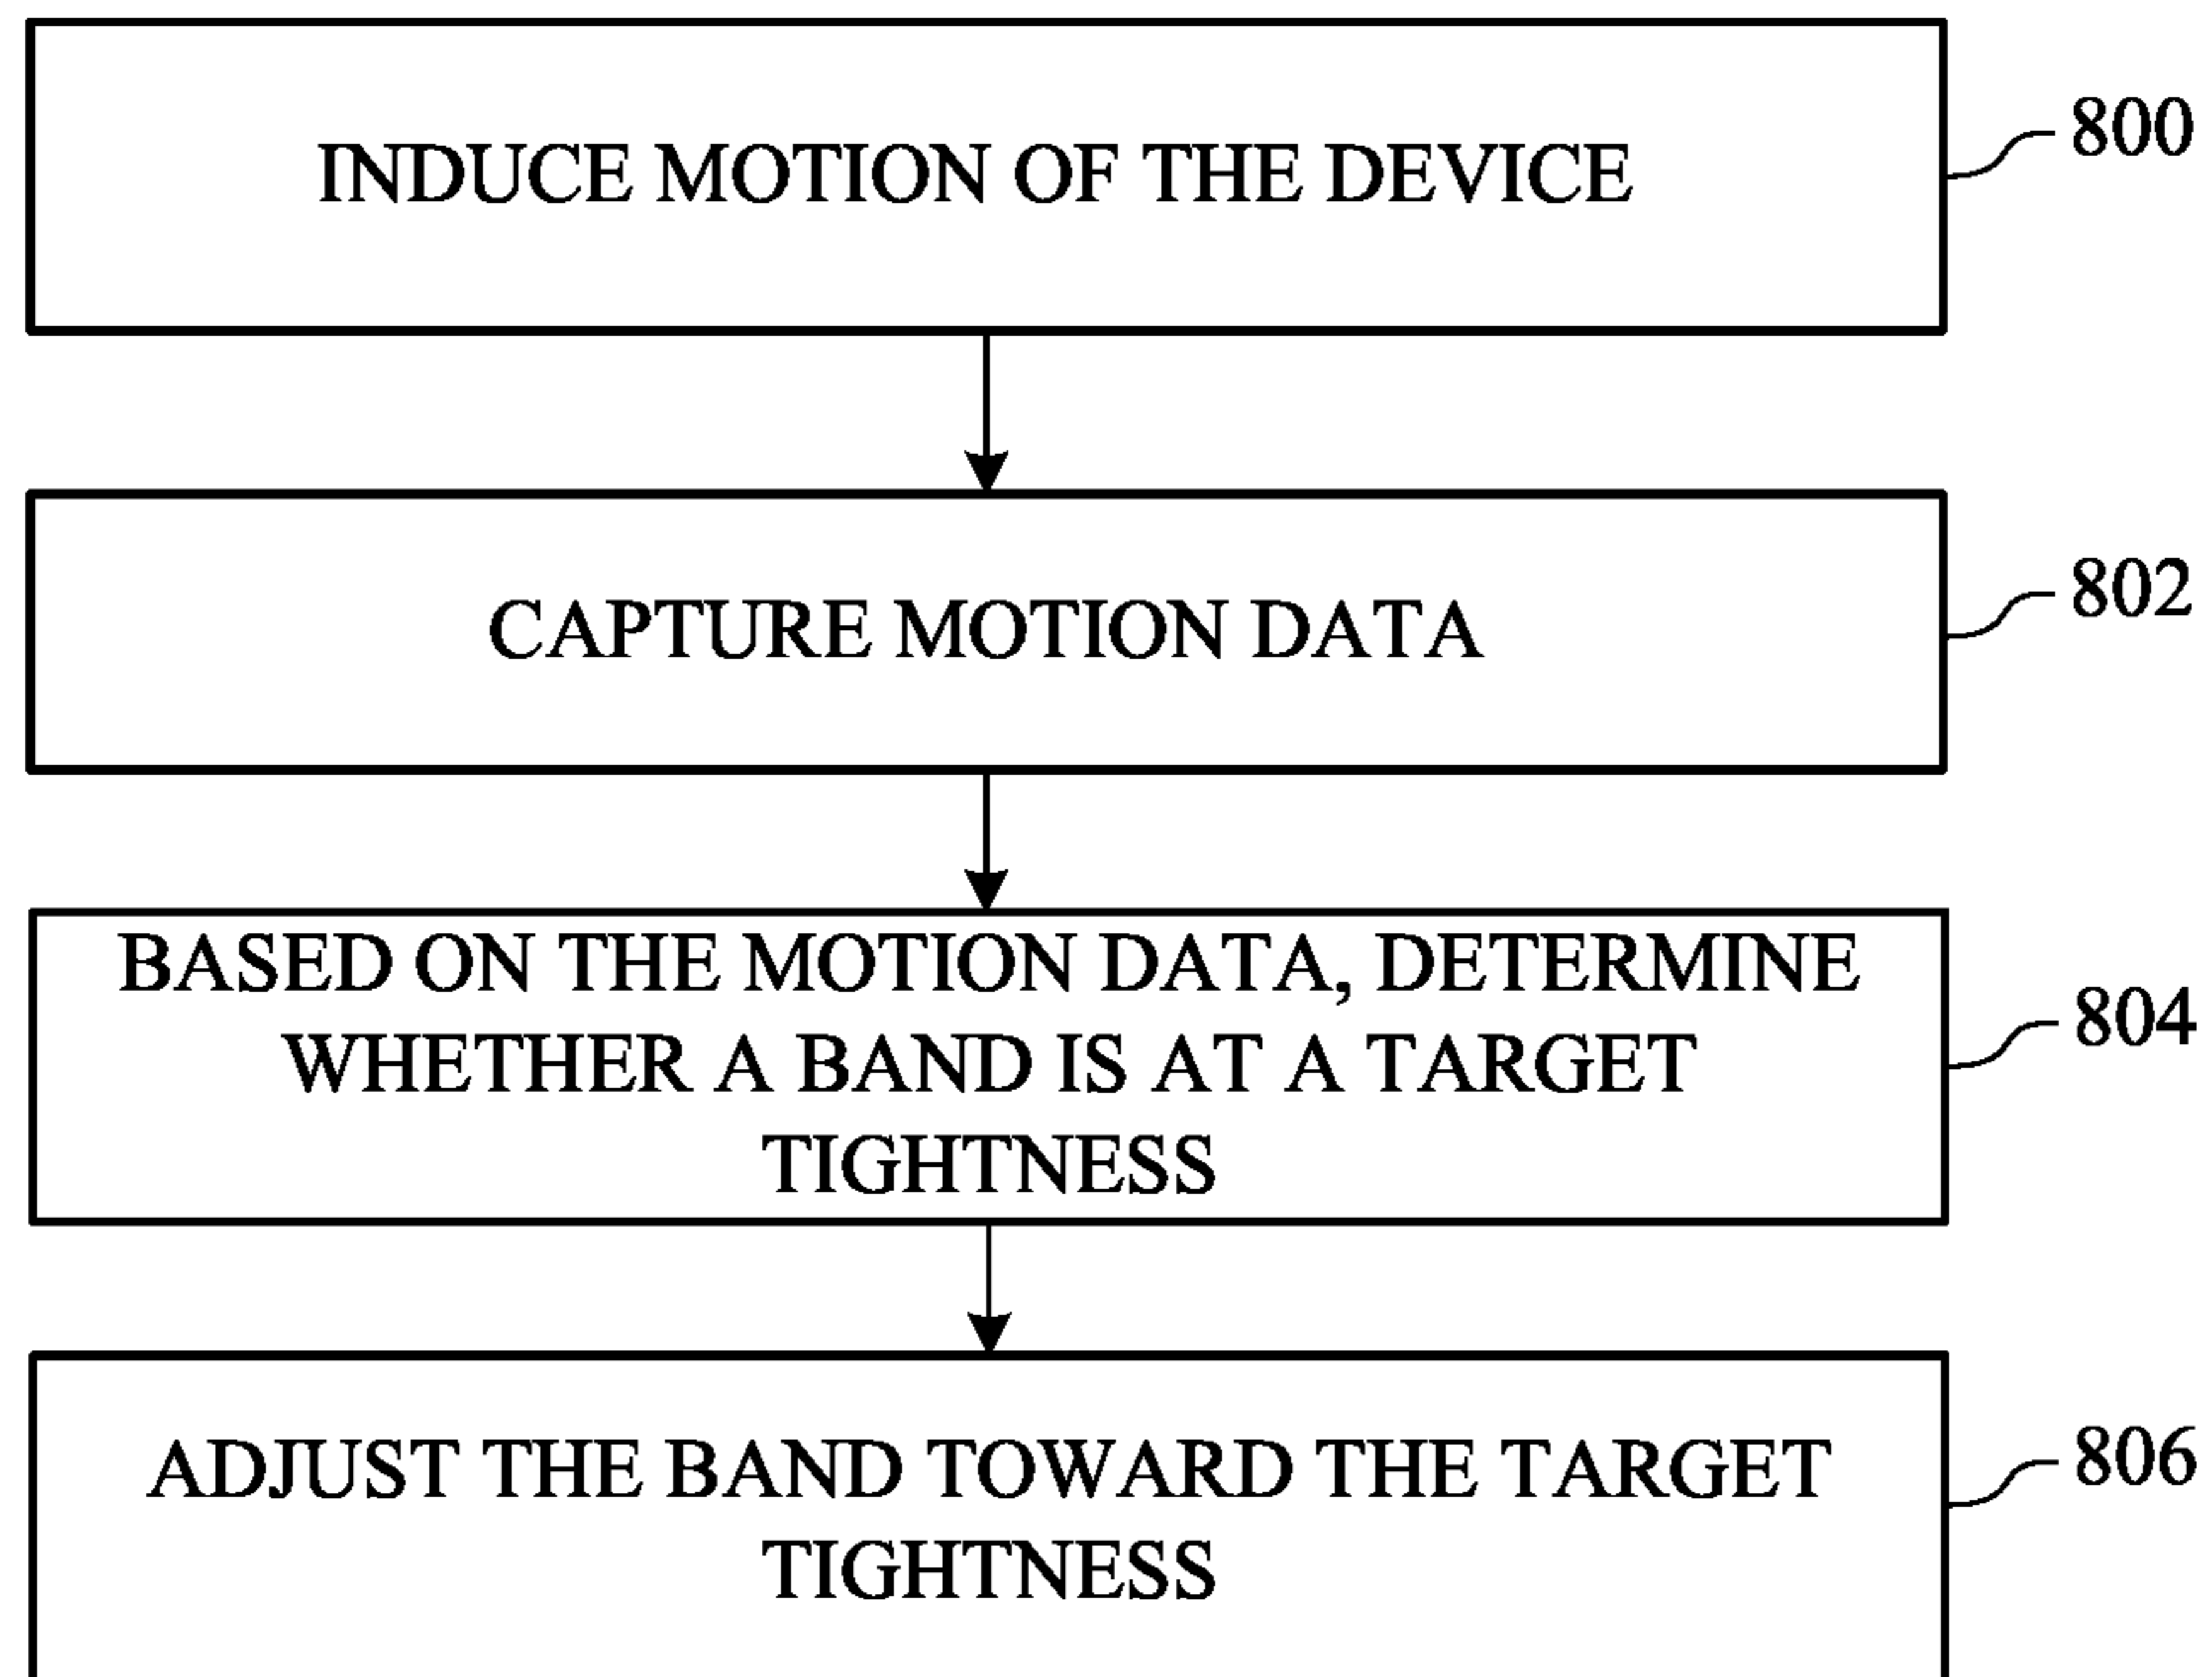 INDUCE MOTION OF THE DEVICE
800
CAPTURE MOTION DATA
802
BASED ON THE MOTION DATA, DETERMINE
WHETHER A BAND IS AT A TARGET
TIGHTNESS
804
ADJUST THE BAND TOWARD THE TARGET
TIGHTNESS
806